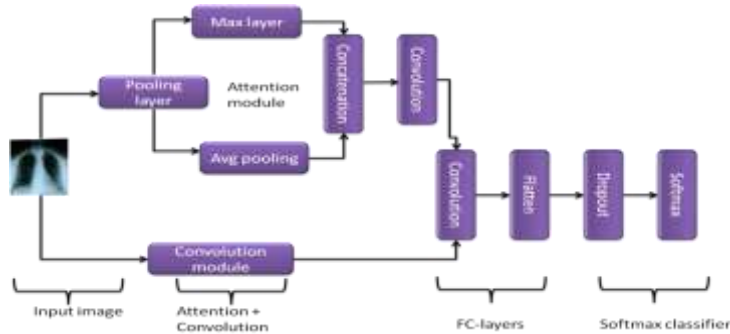 Max layer
Pooling
layer
Attention
module
Avg pooling
Concatenation
Convolution
Convolution
Flatten
Dropout
Softmax
Convolution
module
Input image
Attention +
Convolution
FC-layers
Softmax classifier